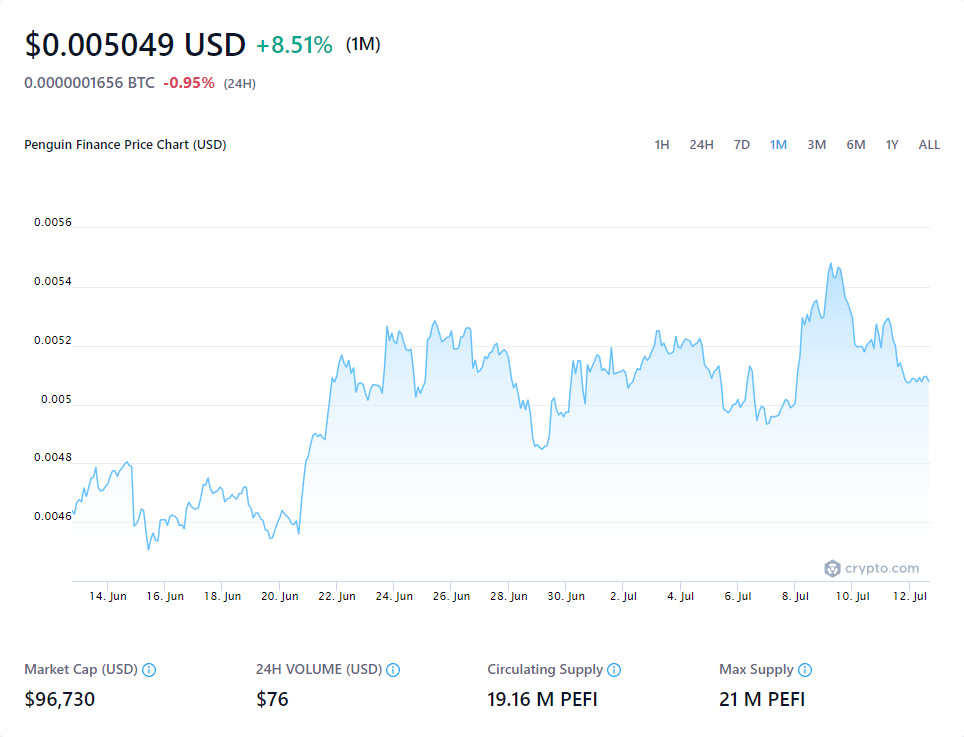 $0.005049 USD +8.51% (1M)
0.0000001656 BTC -0.95% (24H)
Penguin Finance Price Chart (USD) 1H 24H 7D 1M 3M 6M 1Y ALL
0.0056
0.0054
0.0052
0.005
0.0048
0.0046
crypto.com
14. Jun 16. Jun 18. Jun 20. Jun 22. Jun 24. Jun 26. Jun 28. Jun 30. Jun 2. Jul 4. Jul 6. Jul 8. Jul 10. Jul 12. Jul
Market Cap (USD) 24H VOLUME (USD) Circulating Supply Max Supply
$96,730 $76 19.16 M PEFI 21 M PEFI